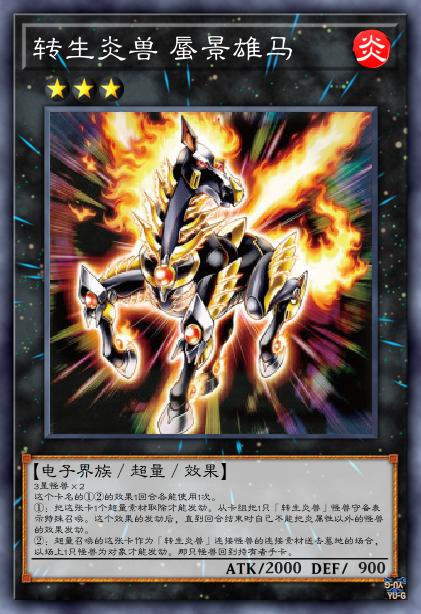 转生炎兽 蜃景雄马
炎
【电子界族／超量／效果】
3星怪兽×2
这个卡名的①②的效果1回合各能使用1次。
①：把这张卡1个超量素材取除才能发动。从卡组把1只「转生炎兽」怪兽守备表
示特殊召唤。这个效果的发动后，直到回合结束时自己不能把炎属性以外的怪兽
的效果发动。
②：超量召唤的这张卡作为「转生炎兽」连接怪兽的连接素材送去墓地的场合，
以场上1只怪兽为对象才能发动。那只怪兽回到持有者手卡。
ATK/2000 DEF/ 900